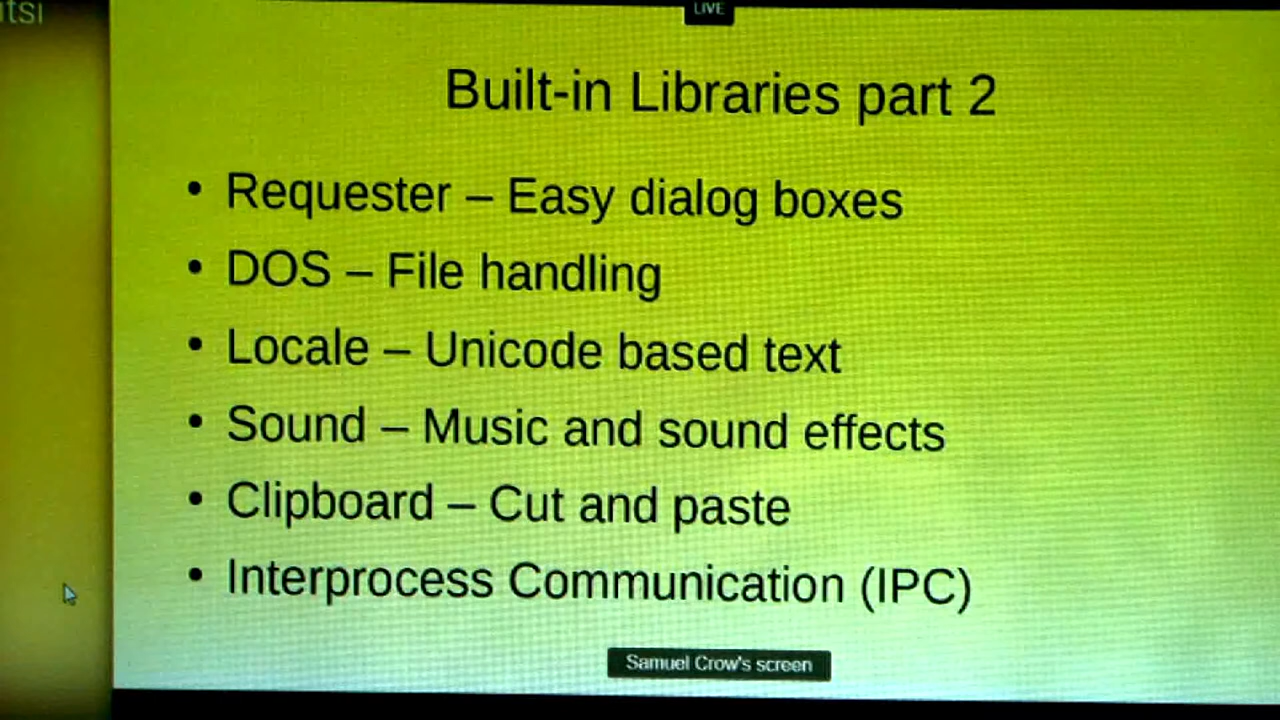 LIVE
Built-in Libraries part 2
• Requester – Easy dialog boxes
• DOS – File handling
• Locale – Unicode based text
• Sound – Music and sound effects
• Clipboard – Cut and paste
• Interprocess Communication (IPC)
Samuel Crow's screen